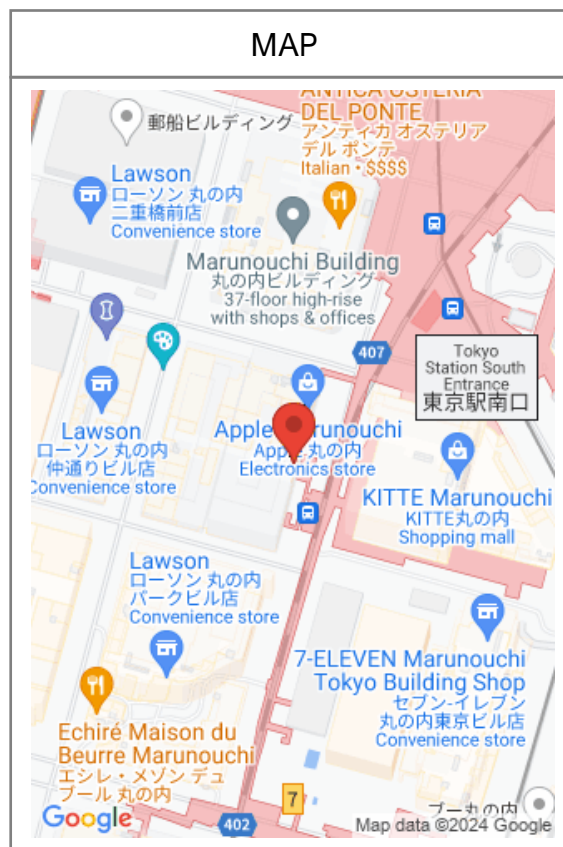 MAP
ANTICA OSTERIA
DEL PONTE
アンティカ オステリア
デル ポンテ
Italian • $$$$
郵船ビルディング
Lawson
ローソン 丸の内
二重橋前店
Convenience store
Marunouchi Building
丸の内ビルディング
37-floor high-rise
with shops & offices
407
Tokyo
Station South
Entrance
東京駅南口
Lawson
ローソン 丸の内
仲通りビル店
Convenience store
Apple Marunouchi
Apple 丸の内
Electronics store
KITTE Marunouchi
KITTE丸の内
Shopping mall
Lawson
ローソン 丸の内
パークビル店
Convenience store
7-ELEVEN Marunouchi
Tokyo Building Shop
セブン-イレブン
丸の内東京ビル店
Convenience store
Echiré Maison du
Beurre Marunouchi
エシレ・メゾン デュ
ブール 丸の内
7
ブー丸の内
Google
402
Map data ©2024 Google